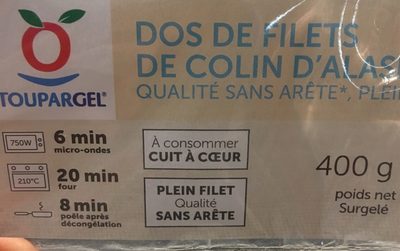 DOS DE FILETS
DE COLIN D'ALAS
QUALITÉ SANS ARÊTE*, PLEI
TOUPARGEL
750W
6 min
micro-ondes
210°C
20 min
four
8 min
poêle après
décongélation
À consommer
CUIT À CŒUR
PLEIN FILET
Qualité
SANS ARÊTE
400 g
poids net
Surgelé